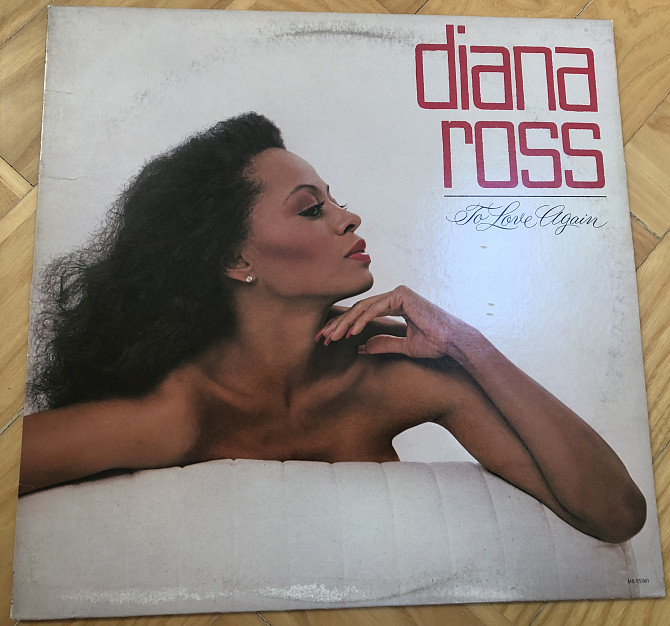 diana
ross
To Love Again